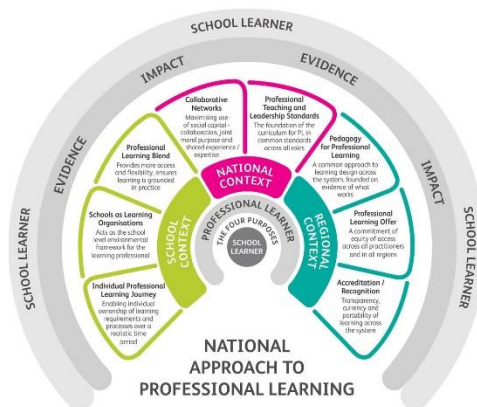 SCHOOL LEARNER
SCHOOL LEARNER
SCHOOL LEARNER
EVIDENCE
IMPACT
EVIDENCE
IMPACT
Individual Professional
Learning Journey
Enabling individual
ownership of learning
requirements and
processes over a
realistic time
period
Schools as Learning
Organisations
Acts as the school
level environmental
framework for the
learning professional
Professional
Learning Blend
Provides more access
and flexibility, ensures
learning is grounded
in practice
Collaborative
Networks
Maximising use
of social capital -
collaboration, joint
moral purpose and
shared experience /
expertise
Professional
Teaching and
Leadership Standards
The foundation of the
curriculum for PL in
common standards
across all roles
Pedagogy
for Professional
Learning
A common approach to
learning design across
the system, founded
on evidence of
what works
Professional
Learning Offer
A commitment of
equity of access
across all practitioners
and in all regions
Accreditation /
Recognition
Transparency,
currency and
portability of
learning across
the system
SCHOOL
CONTEXT
NATIONAL
CONTEXT
REGIONAL
CONTEXT
PROFESSIONAL LEARNER
THE FOUR PURPOSES
SCHOOL
LEARNER
NATIONAL
APPROACH TO
PROFESSIONAL LEARNING